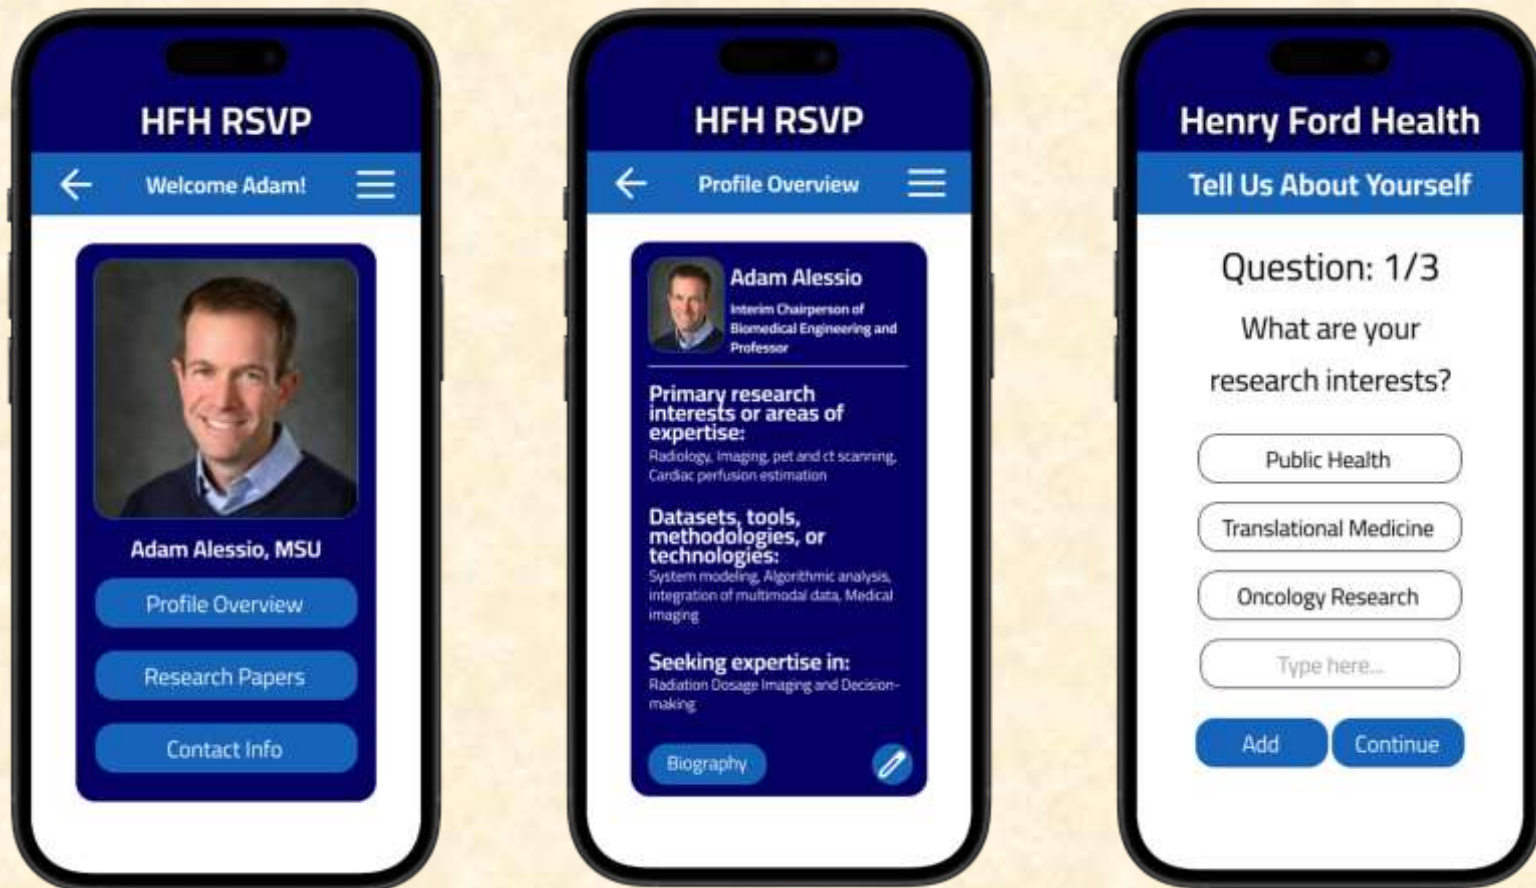 HFH RSVP
Welcome Adam!
Adam Alessio, MSU
Profile Overview
Research Papers
Contact Info
HFH RSVP
Profile Overview
Adam Alessio
Interim Chairperson of
Biomedical Engineering and
Professor
Primary research
interests or areas of
expertise:
Radiology, Imaging, pet and ct scanning,
Cardiac perfusion estimation
Datasets, tools,
methodologies, or
technologies:
System modeling, Algorithmic analysis,
integration of multimodal data, Medical
imaging
Seeking expertise in:
Radiation Dosage Imaging and Decision-
making
Biography
Henry Ford Health
Tell Us About Yourself
Question: 1/3
What are your
research interests?
Public Health
Translational Medicine
Oncology Research
Type here...
Add Continue